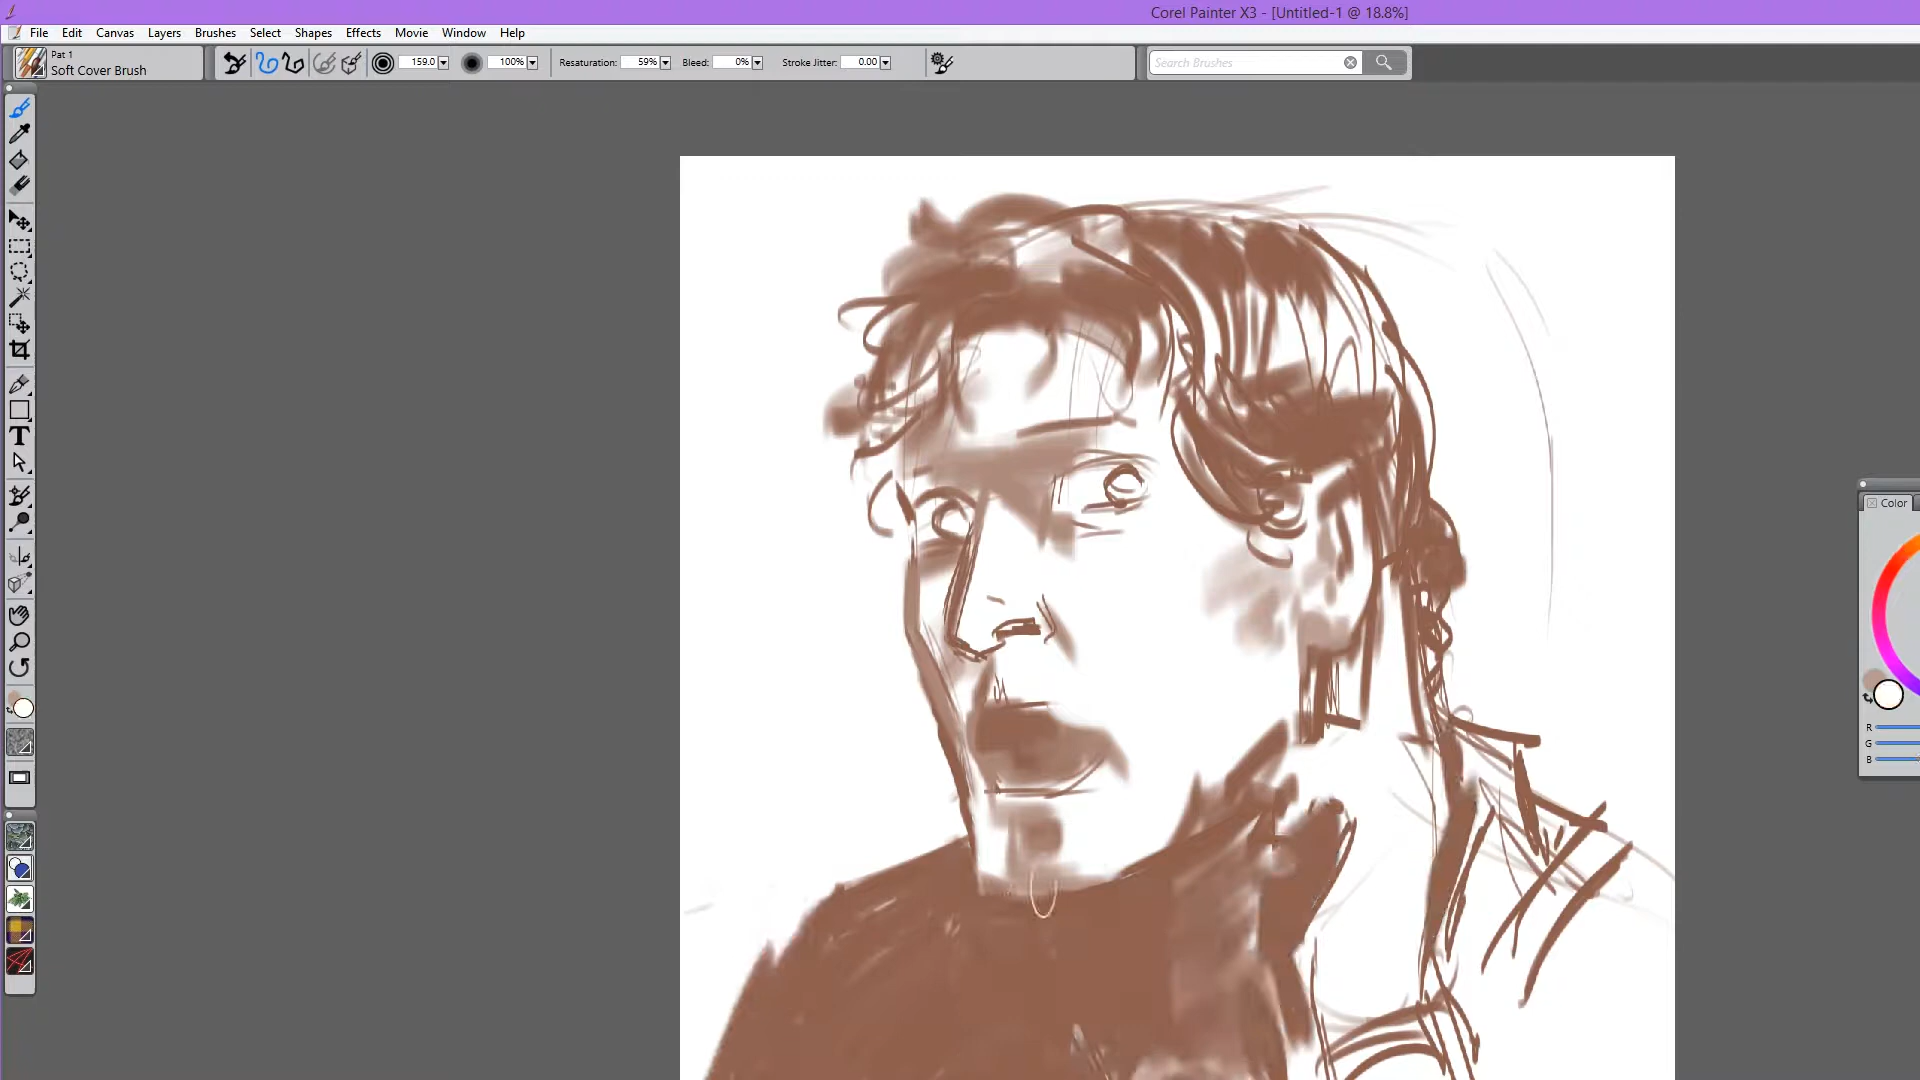 Corel Painter X3 - [Untitled-1 @ 18.8%]
File Edit Canvas Layers Brushes Select Shapes Effects Movie Window Help
Pat 1
Soft Cover Brush
159.0 100% Resaturation: 59% Bleed: 0% Stroke Jitter: 0.00 Search Brushes
T
Color
R
G
B